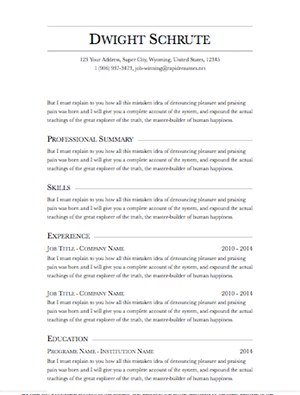 DWIGHT SCHRUTE
123 Your Address, Super City, Wyoming, United States, 12345
job-winning@rapidresumes.net
But I must explain to you how all this mistaken idea of denouncing pleasure and praising
pain was born and I will give you a complete account of the system, and expound the actual
teachings of the great explorer of the truth, the master-builder of human happiness.
PROFESSIONAL SUMMARY
But I must explain to you how all this mistaken idea of denouncing pleasure and praising
pain was born and I will give you a complete account of the system, and expound the actual
teachings of the great explorer of the truth, the master-builder of human happiness.
SKILLS
But I must explain to you how all this mistaken idea of denouncing pleasure and praising
pain was born and I will give you a complete account of the system, and expound the actual
teachings of the great explorer of the truth, the master-builder of human happiness.
EXPERIENCE
JOB TITLE - COMPANY NAME 2010 - 2014
But I must explain to you how all this mistaken idea of denouncing pleasure and praising
pain was born and I will give you a complete account of the system, and expound the actual
teachings of the great explorer of the truth, the master-builder of human happiness.
JOB TITLE - COMPANY NAME 2010 - 2014
But I must explain to you how all this mistaken idea of denouncing pleasure and praising
pain was born and I will give you a complete account of the system, and expound the actual
teachings of the great explorer of the truth, the master-builder of human happiness.
EDUCATION
PROGRAME NAME - INSTITUTION NAME 2014
But I must explain to you how all this mistaken idea of denouncing pleasure and praising
pain was born and I will give you a complete account of the system, and expound the actual
teachings of the great explorer of the truth, the master-builder of human happiness.